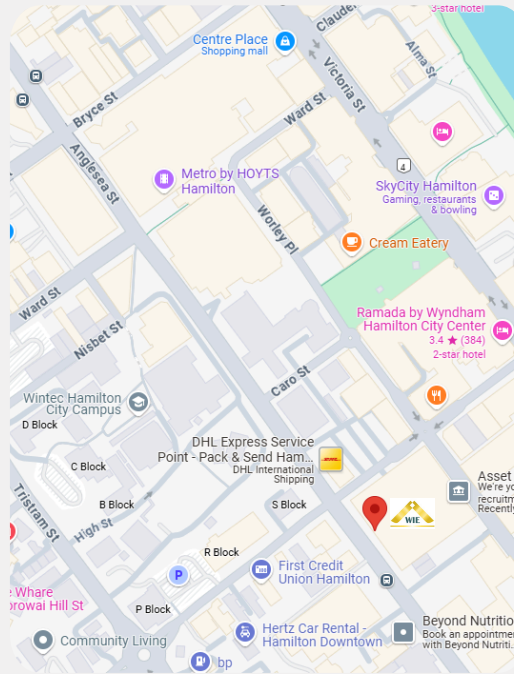 3-star hotel
Claude
Centre Place
Shopping mall
Alma St
Victoria St
Bryce St
Ward St
Anglesea St
4
Metro by HOYTS
Hamilton
SkyCity Hamilton
Gaming, restaurants
& bowling
Worley Pl
Cream Eatery
Ward St
Ramada by Wyndham
Hamilton City Center
3.4 ★ (384)
2-star hotel
Nisbet St
Caro St
Wintec Hamilton
City Campus
D Block
DHL Express Service
Point - Pack & Send Ham...
DHL International
Shipping
C Block
Asset
We're yo
recruitm
Recently
B Block
S Block
WIE
Tristram St
High St
R Block
First Credit
Union Hamilton
P
e Whare
orowai Hill St
P Block
Hertz Car Rental -
Hamilton Downtown
Beyond Nutritio
Book an appointme
with Beyond Nutriti...
Community Living
bp